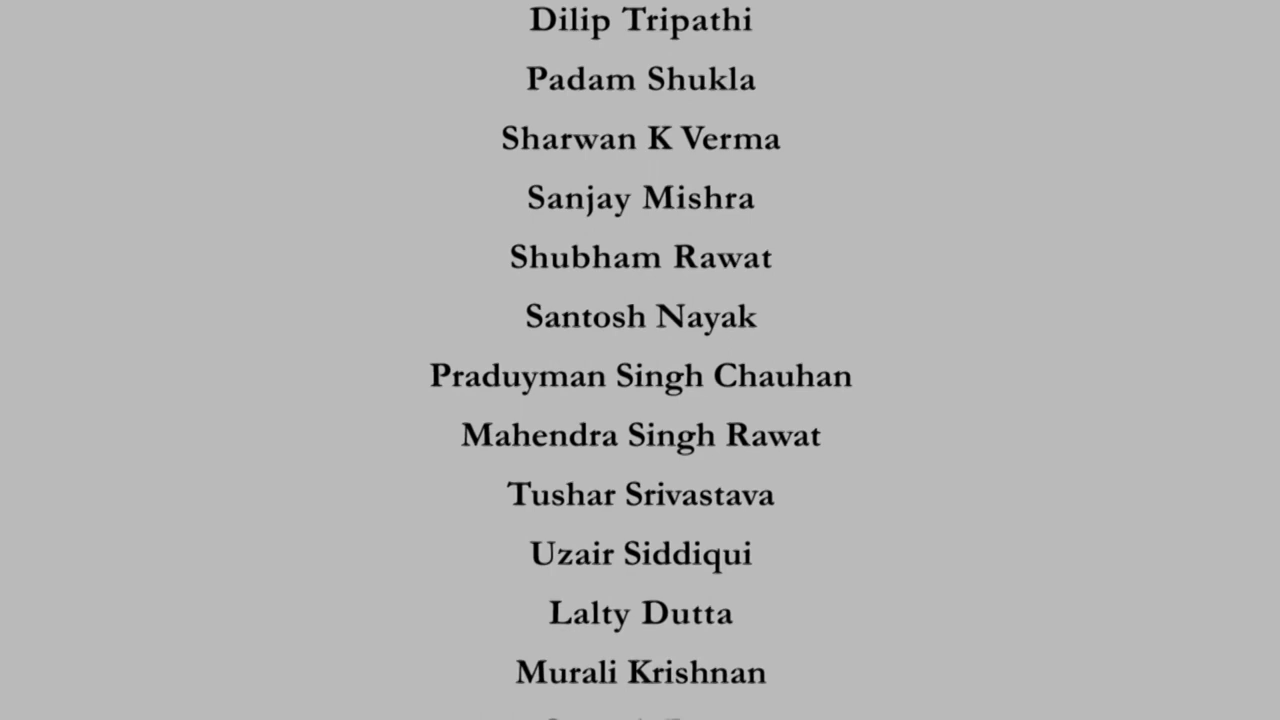 Dilip Tripathi
Padam Shukla
Sharwan K Verma
Sanjay Mishra
Shubham Rawat
Santosh Nayak
Praduyman Singh Chauhan
Mahendra Singh Rawat
Tushar Srivastava
Uzair Siddiqui
Lalty Dutta
Murali Krishnan